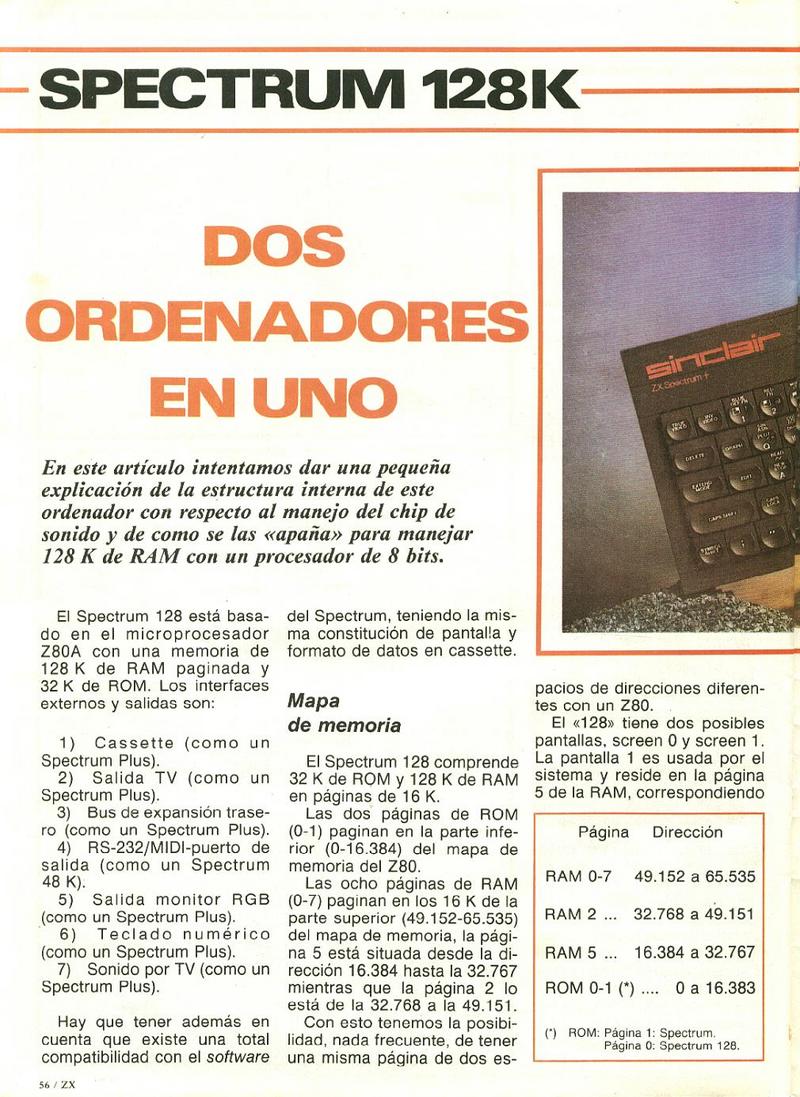 SPECTRUM 128K
DOS
ORDENADORES
EN UNO
En este artículo intentamos dar una pequeña
explicación de la estructura interna de este
ordenador con respecto al manejo del chip de
sonido y de como se las «apaña» para manejar
128 K de RAM con un procesador de 8 bits.
El Spectrum 128 está basa-
do en el microprocesador
Z80A con una memoria de
128 K de RAM paginada y
32 K de ROM. Los interfaces
externos y salidas son:
1) Cassette (como un
Spectrum Plus).
2) Salida TV (como un
Spectrum Plus).
3) Bus de expansión trase-
ro (como un Spectrum Plus).
4) RS-232/MIDI-puerto de
salida (como un Spectrum
48 K).
5) Salida monitor RGB
(como un Spectrum Plus).
6) Teclado numérico
(como un Spectrum Plus).
7) Sonido por TV (como un
Spectrum Plus).
Hay que tener además en
cuenta que existe una total
compatibilidad con el software
del Spectrum, teniendo la mis-
ma constitución de pantalla y
formato de datos en cassette.
Mapa
de memoria
El Spectrum 128 comprende
32 K de ROM y 128 K de RAM
en páginas de 16 K.
Las dos páginas de ROM
(0-1) paginan en la parte infe-
rior (0-16.384) del mapa de
memoria del Z80.
Las ocho páginas de RAM
(0-7) paginan en los 16 K de la
parte superior (49.152-65.535)
del mapa de memoria, la pági-
na 5 está situada desde la di-
rección 16.384 hasta la 32.767
mientras que la página 2 lo
está de la 32.768 a la 49.151.
Con esto tenemos la posibi-
lidad, nada frecuente, de tener
una misma página de dos es-
sinclair
ZX Spectrum +
TRUE VIDEO
INV VIDEO
1
2
DELETE
GRAPH
Q
EXTEND MODE
EDIT
A
CAPS SHIFT
CAPS LOCK
SYMBOL SHIFT
;
"
pacios de direcciones diferen-
tes con un Z80.
El «128» tiene dos posibles
pantallas, screen 0 y screen 1.
La pantalla 1 es usada por el
sistema y reside en la página
5 de la RAM, correspondiendo
Página Dirección
RAM 0-7 49.152 a 65.535
RAM 2 ... 32.768 a 49.151
RAM 5 ... 16.384 a 32.767
ROM 0-1 (*) .... 0 a 16.383
(*) ROM: Página 1: Spectrum.
Página 0: Spectrum 128.
56 / ZX